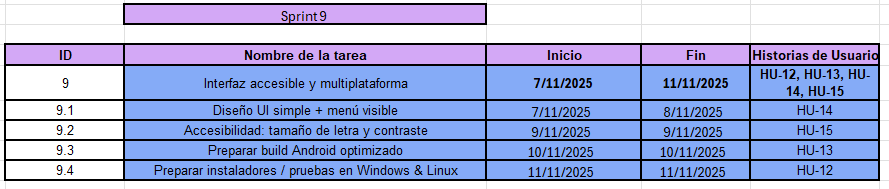 Sprint 9
ID Nombre de la tarea Inicio Fin Historias de Usuario
9 Interfaz accesible y multiplataforma 7/11/2025 11/11/2025 HU-12, HU-13, HU-
14, HU-15
9.1 Diseño UI simple + menú visible 7/11/2025 8/11/2025 HU-14
9.2 Accesibilidad: tamaño de letra y contraste 9/11/2025 9/11/2025 HU-15
9.3 Preparar build Android optimizado 10/11/2025 10/11/2025 HU-13
9.4 Preparar instaladores / pruebas en Windows & Linux 11/11/2025 11/11/2025 HU-12